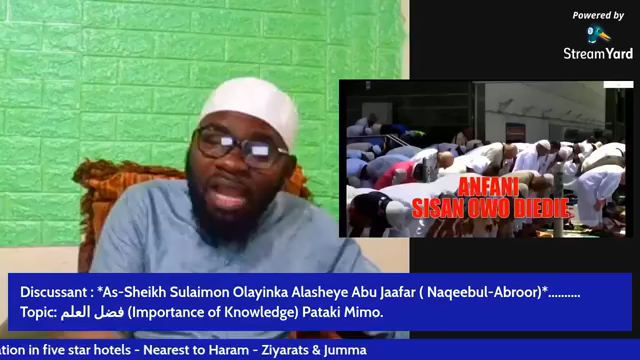 Powered by
StreamYard
ANFANI
SISAN OWO DIEDIE
Discussant : *As-Sheikh Sulaimon Olayinka Alasheye Abu Jaafar ( Naqeebul-Abroor)*..........
Topic: فضل العلم (Importance of Knowledge) Pataki Mimo.
ation in five star hotels - Nearest to Haram - Ziyarats & Jumma